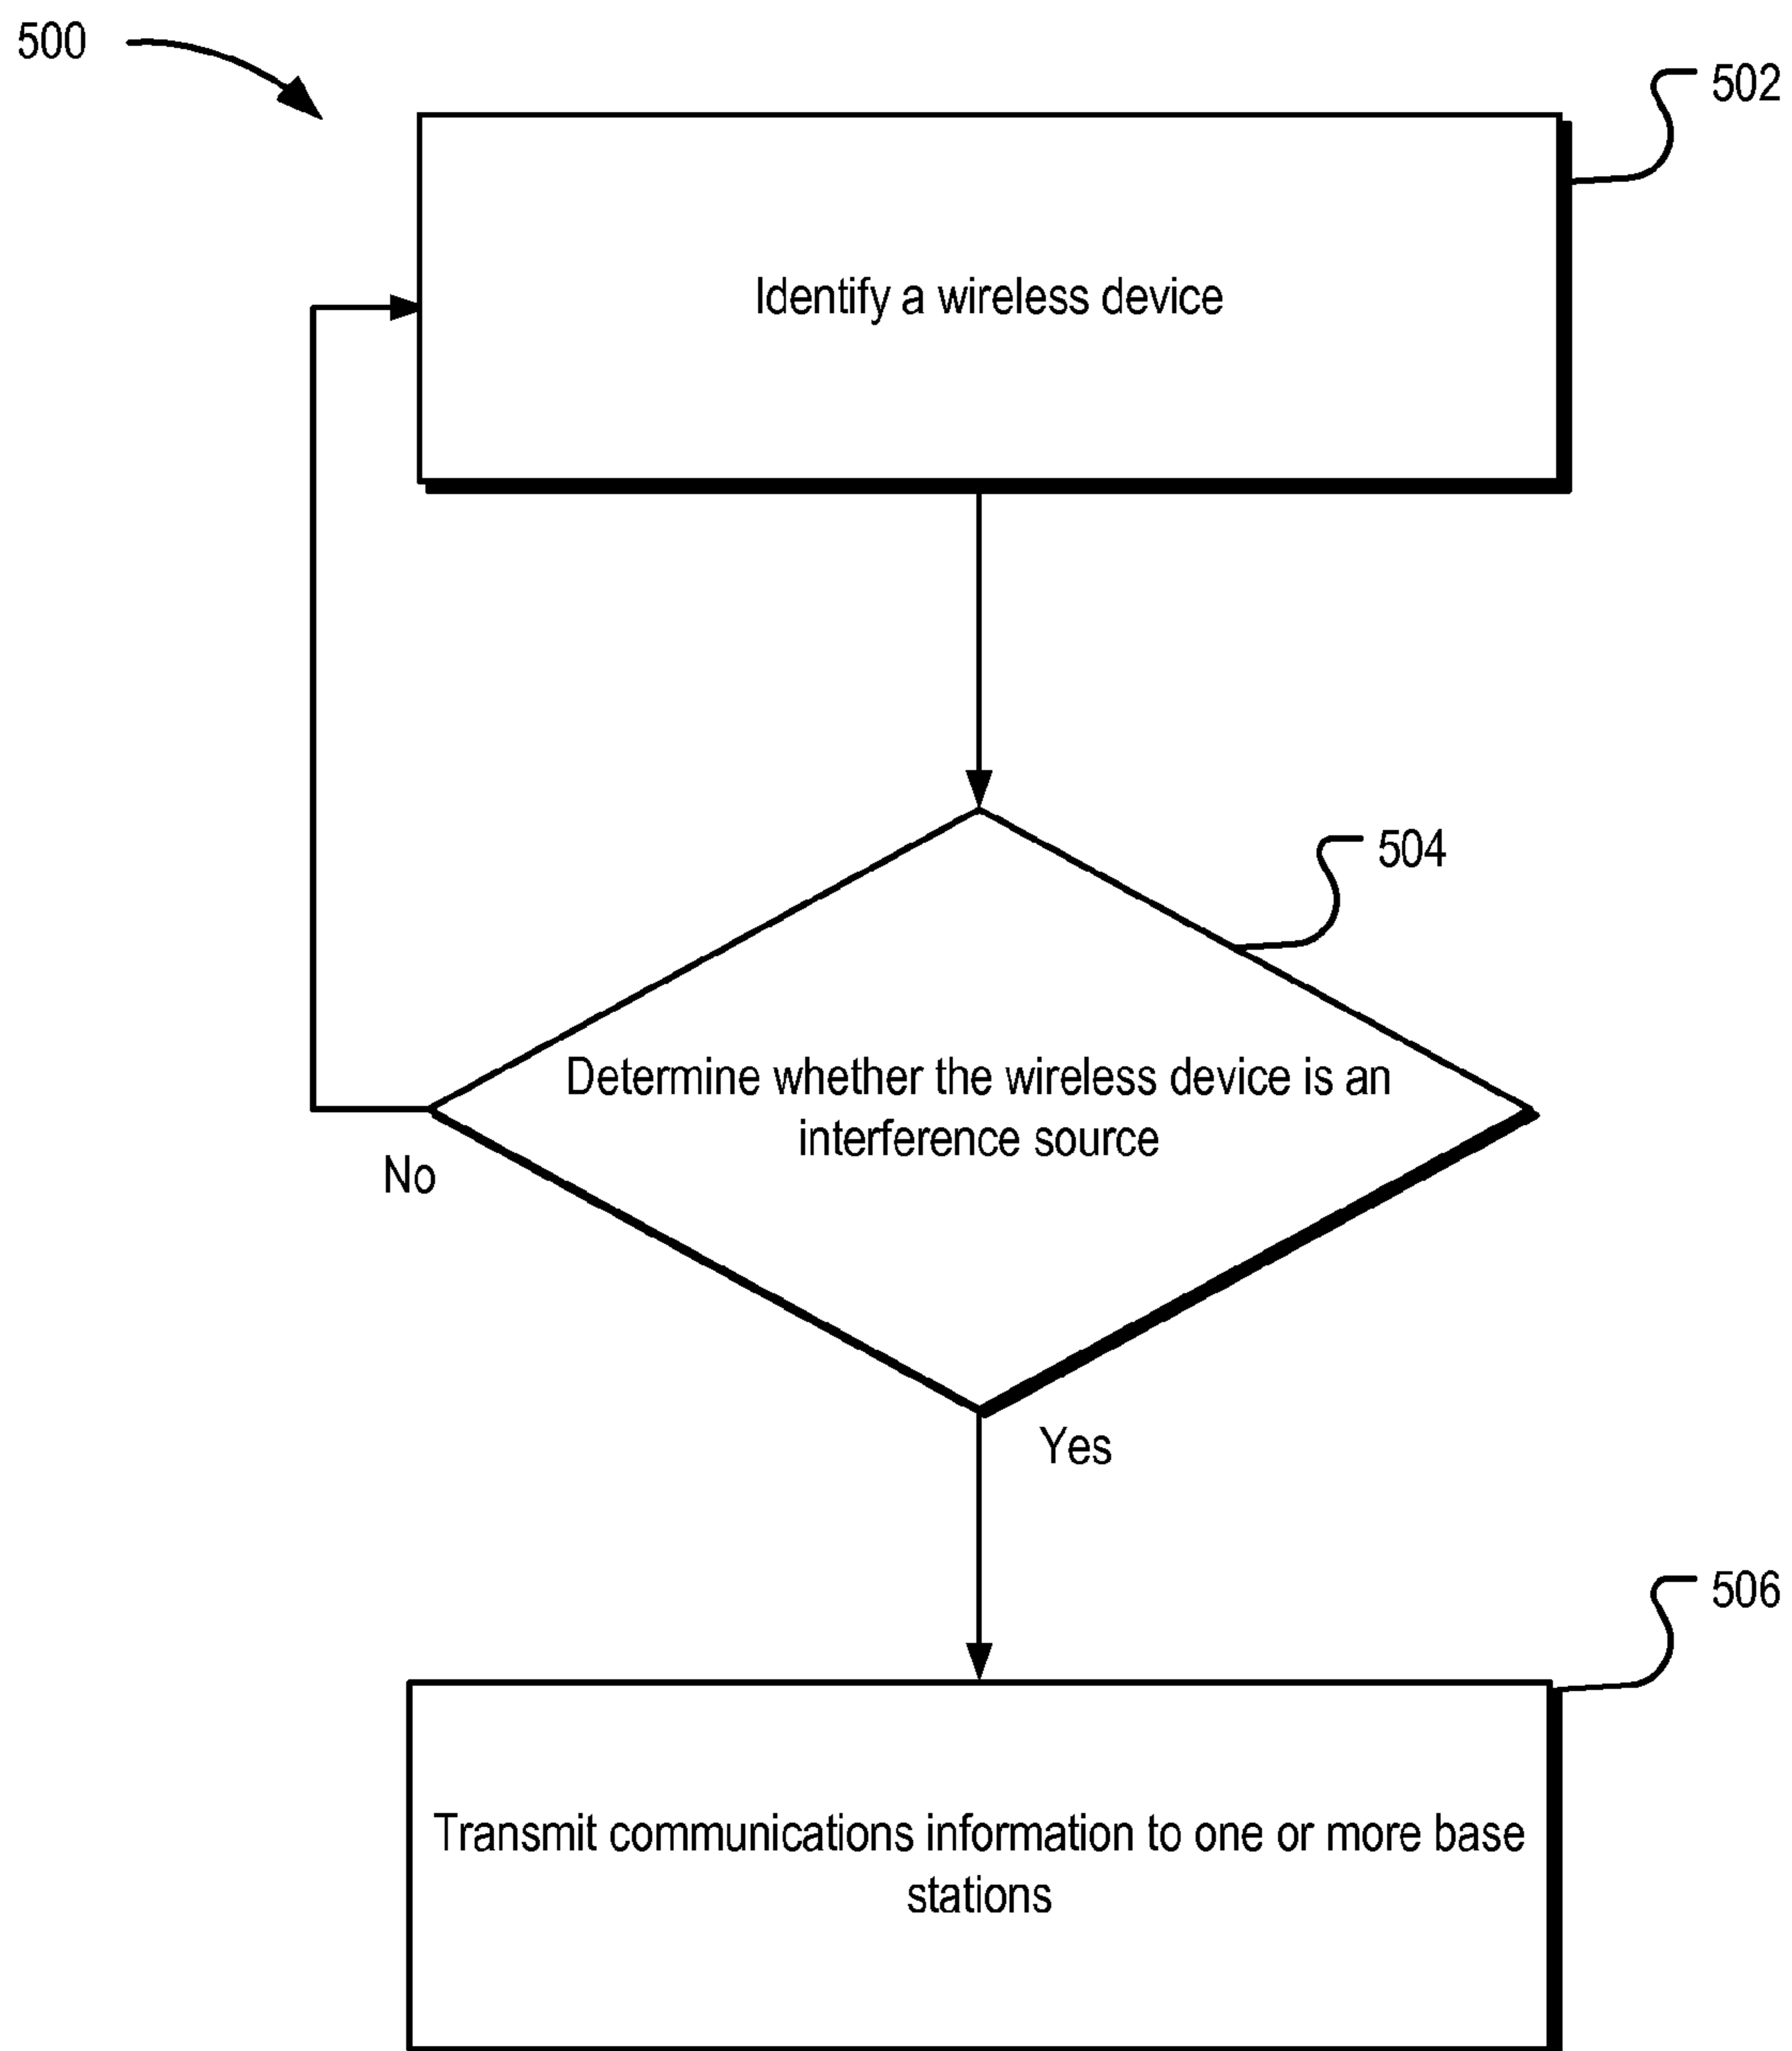 500
502
Identify a wireless device
504
Determine whether the wireless device is an
interference source
No
Yes
506
Transmit communications information to one or more base
stations